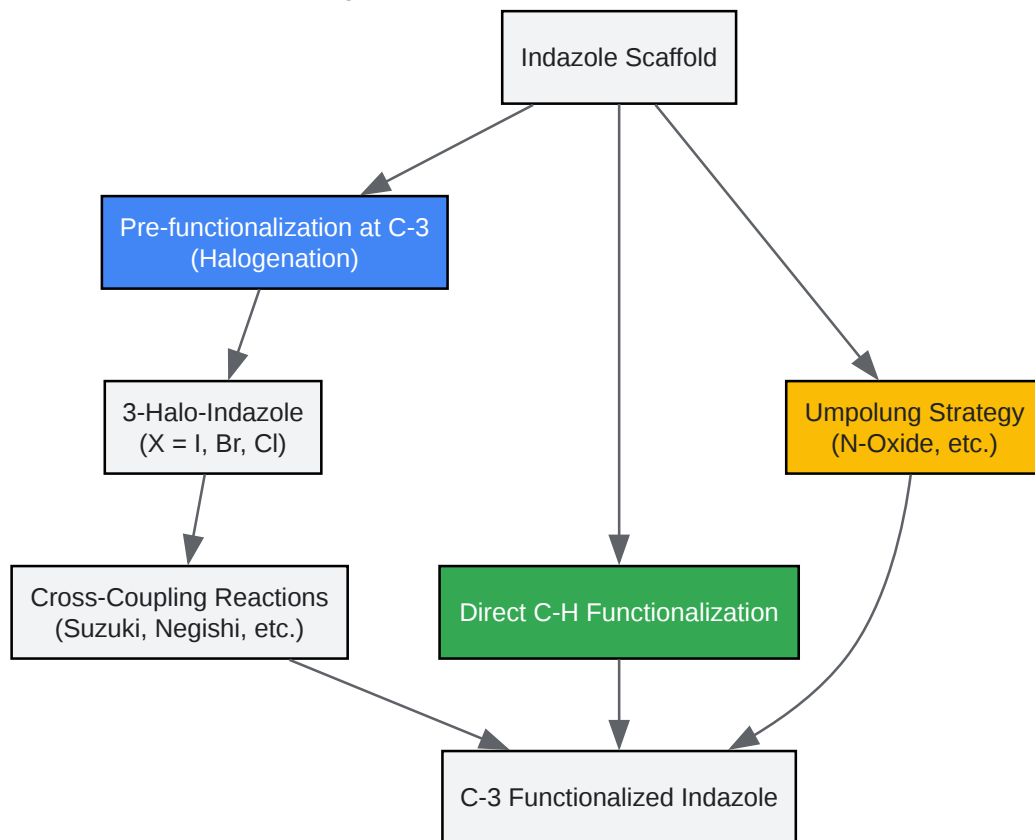 Indazole Scaffold
Pre-functionalization at C-3
(Halogenation)
3-Halo-Indazole
(X = I, Br, Cl)
Umpolung Strategy
(N-Oxide, etc.)
Cross-Coupling Reactions
(Suzuki, Negishi, etc.)
Direct C-H Functionalization
C-3 Functionalized Indazole